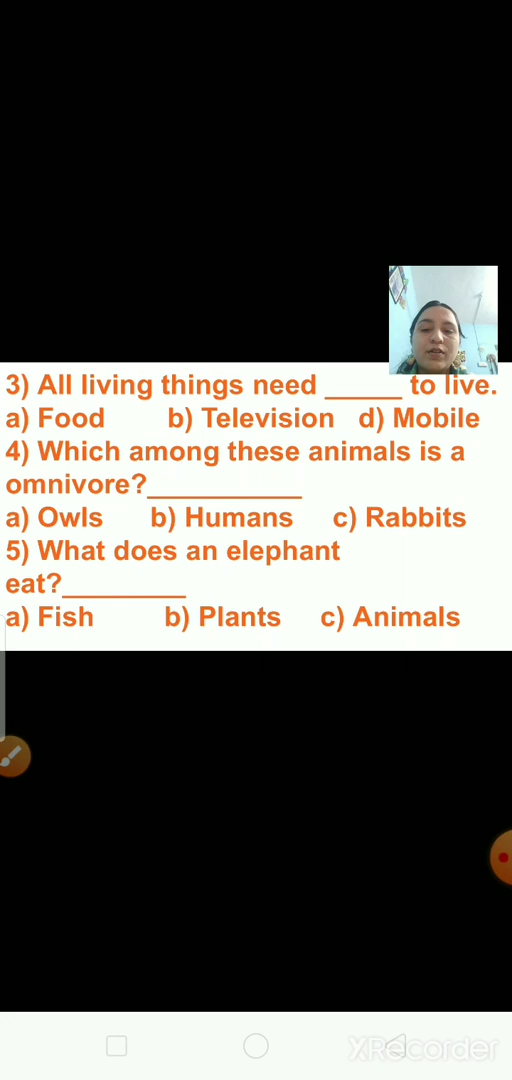 3) All living things need _____ to live.
a) Food b) Television d) Mobile
4) Which among these animals is a
omnivore?__________
a) Owls b) Humans c) Rabbits
5) What does an elephant
eat?________
a) Fish b) Plants c) Animals
XRecorder